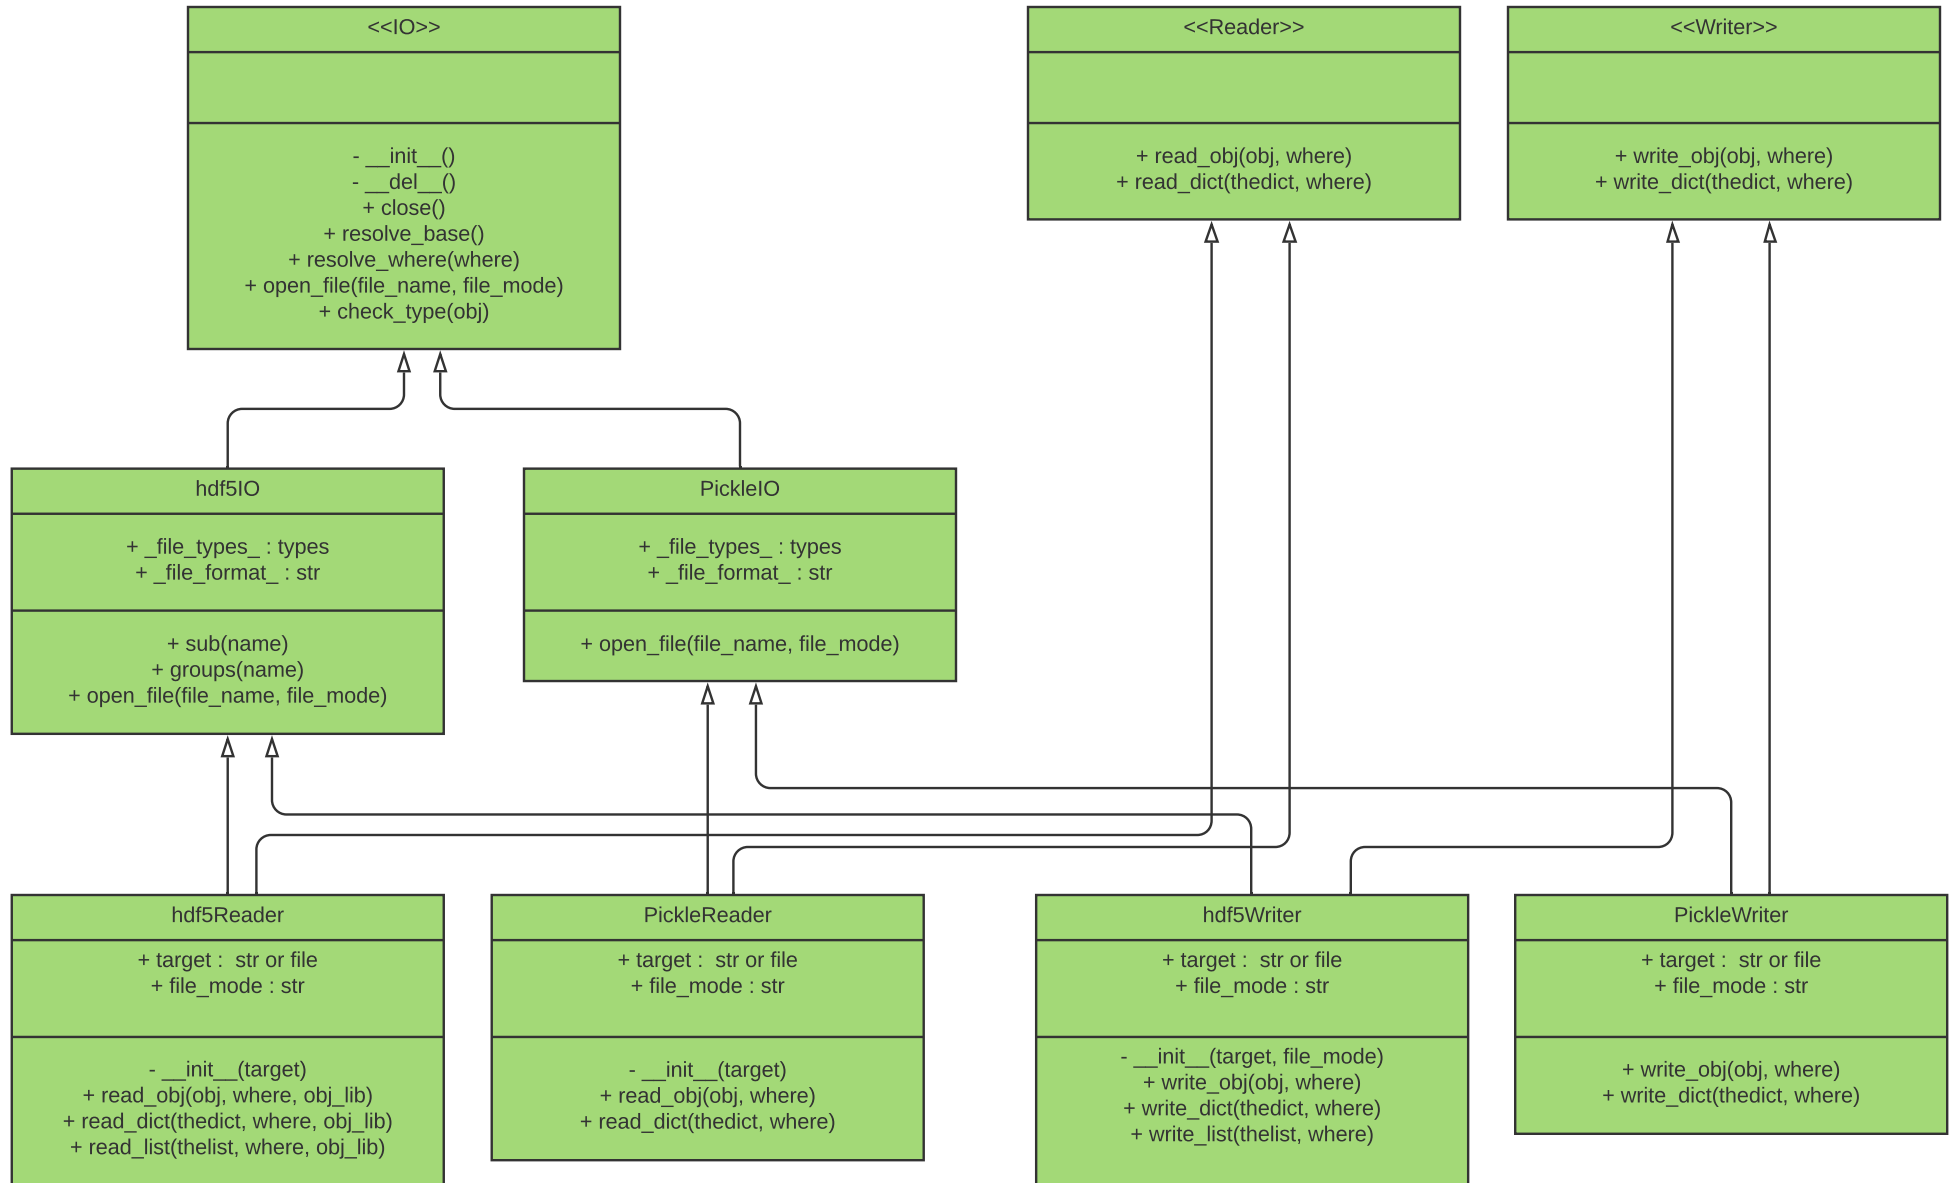 <<IO>>
- __init__()
- __del__()
+ close()
+ resolve_base()
+ resolve_where(where)
+ open_file(file_name, file_mode)
+ check_type(obj)
<<Reader>>
+ read_obj(obj, where)
+ read_dict(thedict, where)
<<Writer>>
+ write_obj(obj, where)
+ write_dict(thedict, where)
hdf5IO
+ _file_types_ : types
+ _file_format_ : str
+ sub(name)
+ groups(name)
+ open_file(file_name, file_mode)
PickleIO
+ _file_types_ : types
+ _file_format_ : str
+ open_file(file_name, file_mode)
hdf5Reader
+ target :  str or file
+ file_mode : str
- __init__(target)
+ read_obj(obj, where, obj_lib)
+ read_dict(thedict, where, obj_lib)
+ read_list(thelist, where, obj_lib)
PickleReader
+ target :  str or file
+ file_mode : str
- __init__(target)
+ read_obj(obj, where)
+ read_dict(thedict, where)
hdf5Writer
+ target :  str or file
+ file_mode : str
- __init__(target, file_mode)
+ write_obj(obj, where)
+ write_dict(thedict, where)
+ write_list(thelist, where)
PickleWriter
+ target :  str or file
+ file_mode : str
+ write_obj(obj, where)
+ write_dict(thedict, where)